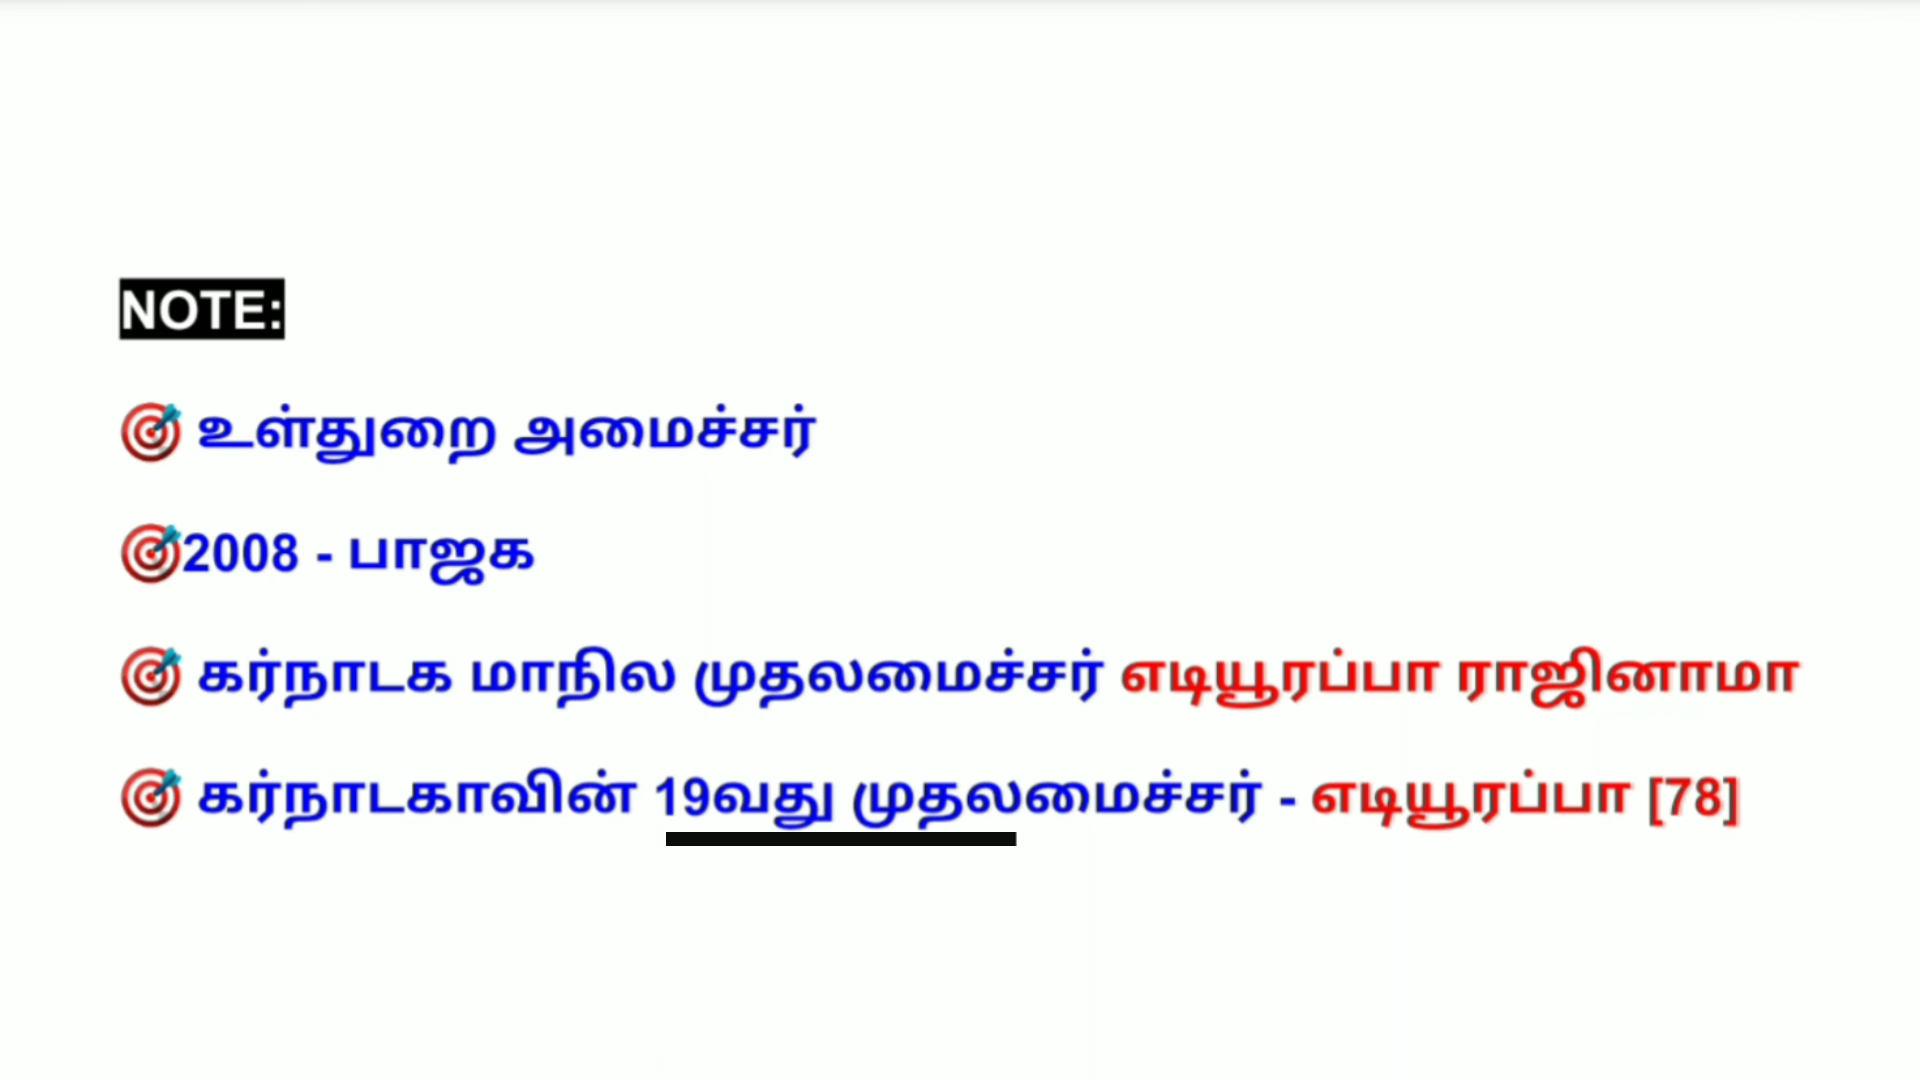 NOTE:
🎯 உள்துறை அமைச்சர்
🎯2008 - பாஜக
🎯 கர்நாடக மாநில முதலமைச்சர் எடியூரப்பா ராஜினாமா
🎯 கர்நாடகாவின் 19வது முதலமைச்சர் - எடியூரப்பா [78]